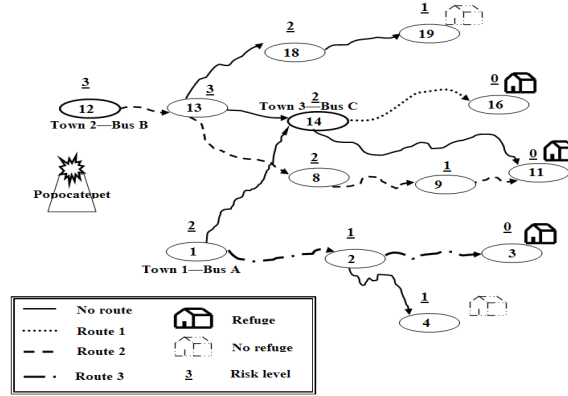 2
1
18
19
3
3
2
0
12
13
Town 3—Bus C
14
16
Town 2—Bus B
2
1
0
8
9
11
Popocatepet
2
1
0
1
2
3
Town 1—Bus A
1
4
No route
Refuge
Route 1
No refuge
Route 2
Route 3
3
Risk level